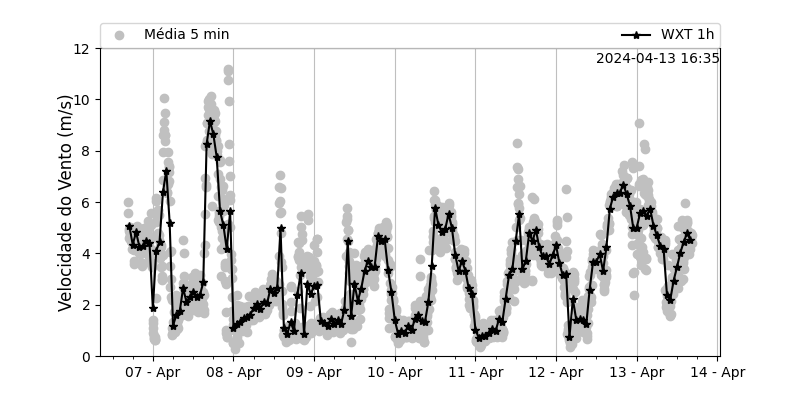 Média 5 min
WXT 1h
2024-04-13 16:35
Velocidade do Vento (m/s)
12
10
8
6
4
2
0
07 - Apr 08 - Apr 09 - Apr 10 - Apr 11 - Apr 12 - Apr 13 - Apr 14 - Apr